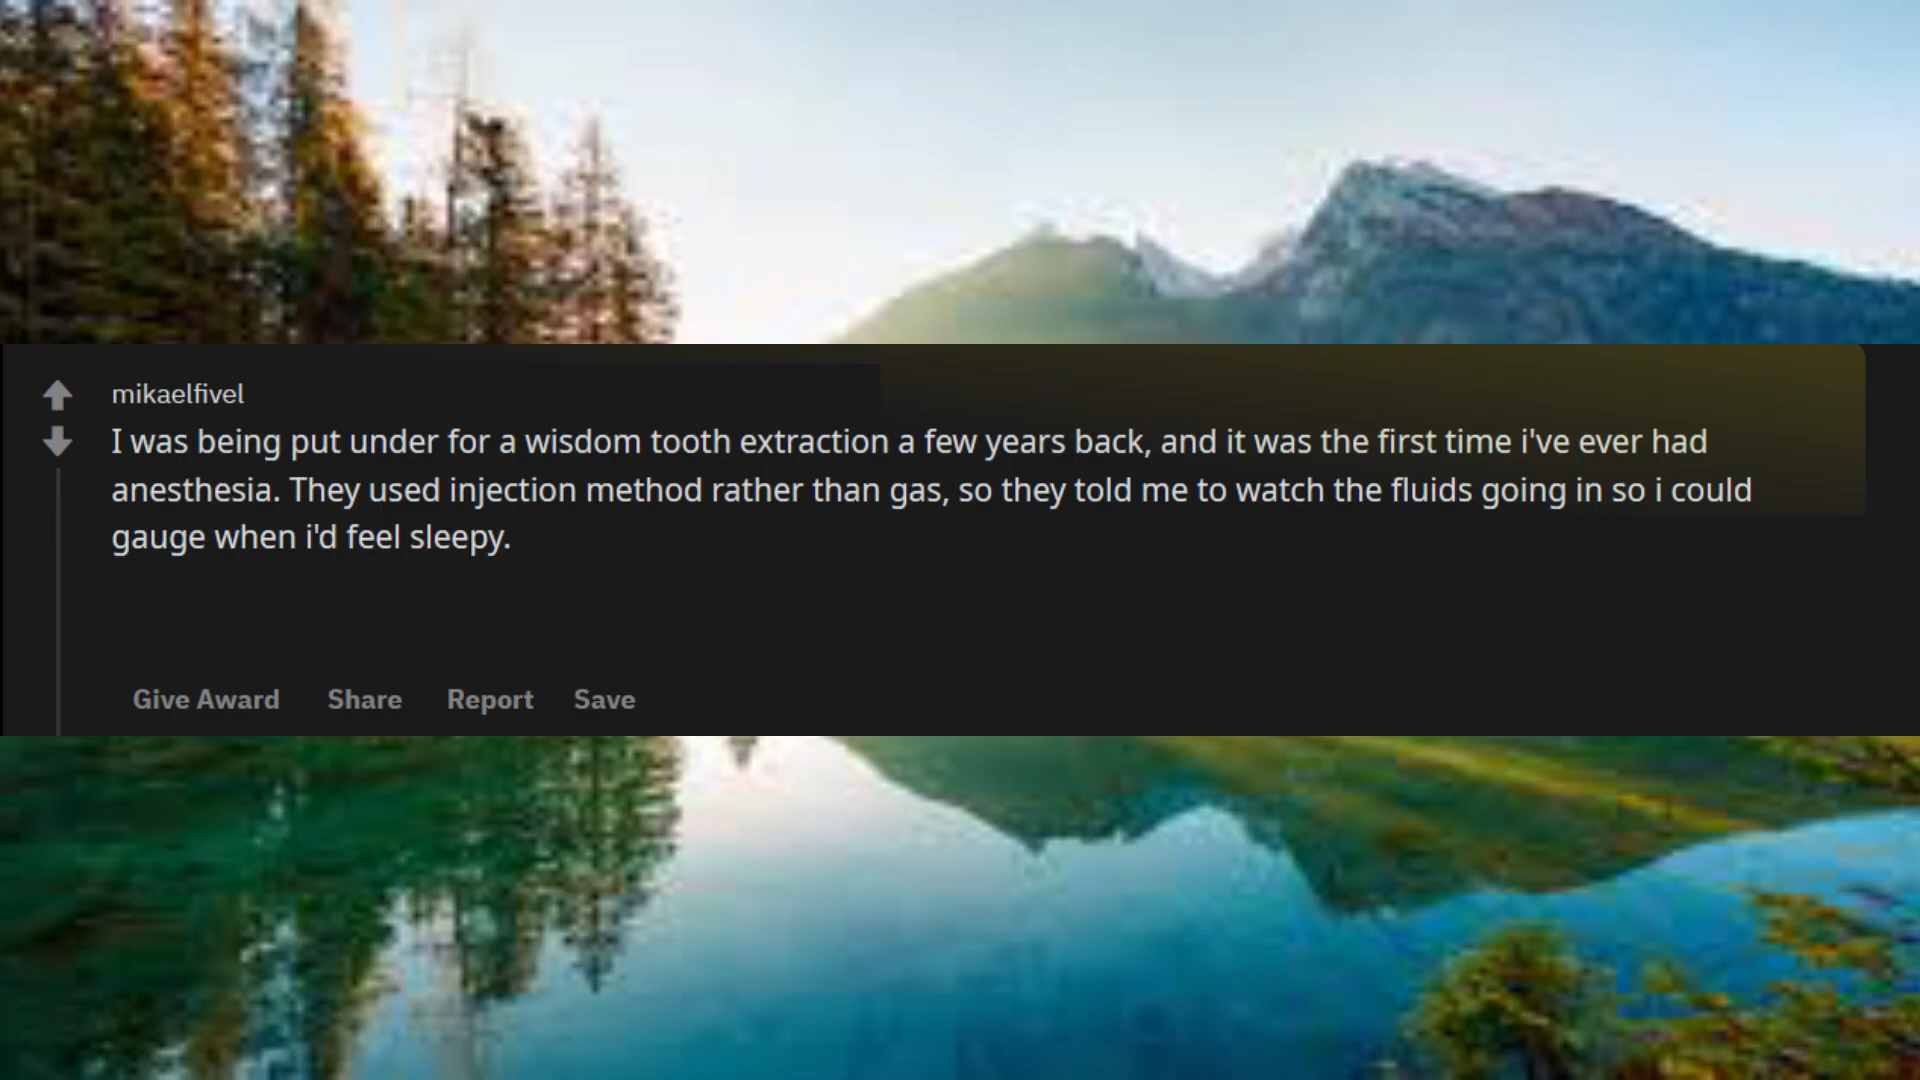 mikaelfivel
I was being put under for a wisdom tooth extraction a few years back, and it was the first time i've ever had
anesthesia. They used injection method rather than gas, so they told me to watch the fluids going in so i could
gauge when i'd feel sleepy.
Give Award Share Report Save